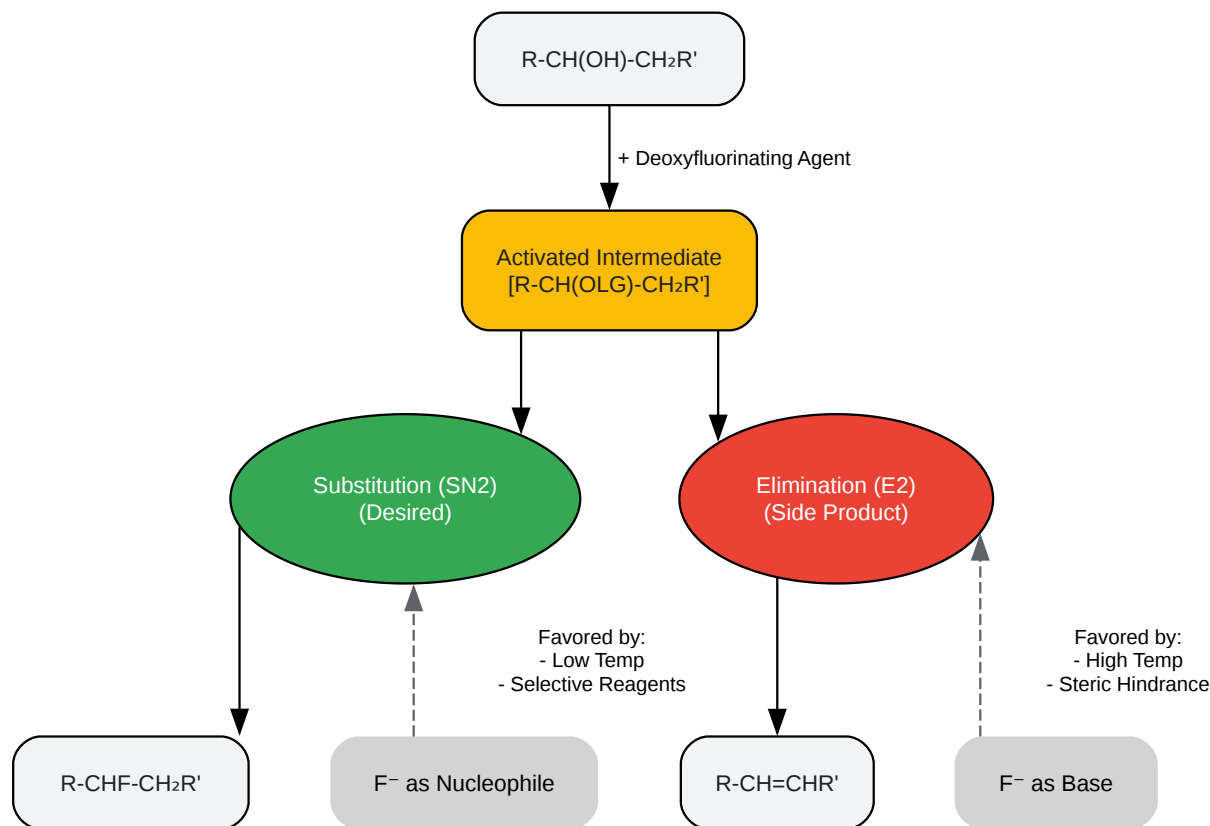 R-CH(OH)-CH₂R'
+ Deoxyfluorinating Agent
Activated Intermediate
[R-CH(OLG)-CH₂R']
Substitution (SN2)
(Desired)
Elimination (E2)
(Side Product)
Favored by:
- Low Temp
- Selective Reagents
Favored by:
- High Temp
- Steric Hindrance
R-CHF-CH₂R'
F⁻ as Nucleophile
R-CH=CHR'
F⁻ as Base